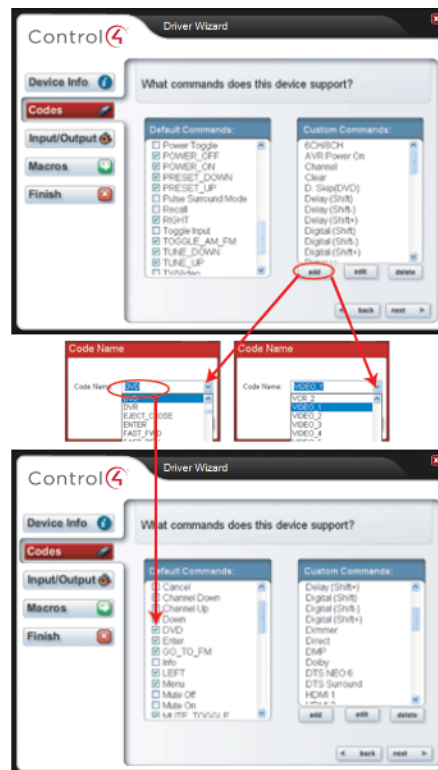 Control4
Driver Wizard
Device Info
Codes
Input/Output
Macros
Finish
What commands does this device support?
Default Commands:
Power Toggle
POWER_OFF
POWER_ON
PRESET_DOWN
PRESET_UP
Pulse Surround Mode
Recall
RIGHT
Toggle Input
TOGGLE_AM_FM
TUNE_DOWN
TUNE_UP
TV/Video
Custom Commands:
6CH/8CH
AVR Power On
Channel
Clear
D. Skip(DVD)
Delay (Shift)
Delay (Shift-)
Delay (Shift+)
Digital (Shift)
Digital (Shift-)
Digital (Shift+)
add
edit
delete
back
next
Code Name
Code Name:
DVD
DVD
DVR
EJECT_CLOSE
ENTER
FAST_FWD
Code Name
Code Name:
VIDEO_1
VCR_2
VIDEO_1
VIDEO_2
VIDEO_3
VIDEO_4
Control4
Driver Wizard
Device Info
Codes
Input/Output
Macros
Finish
What commands does this device support?
Default Commands:
Cancel
Channel Down
Channel Up
Down
DVD
Enter
GO_TO_FM
Info
LEFT
Menu
Mute Off
Mute On
MUTE_TOGGLE
Custom Commands:
Delay (Shift+)
Digital (Shift)
Digital (Shift-)
Digital (Shift+)
Dimmer
Direct
DMP
Dolby
DTS NEO:6
DTS Surround
HDMI 1
add
edit
delete
back
next